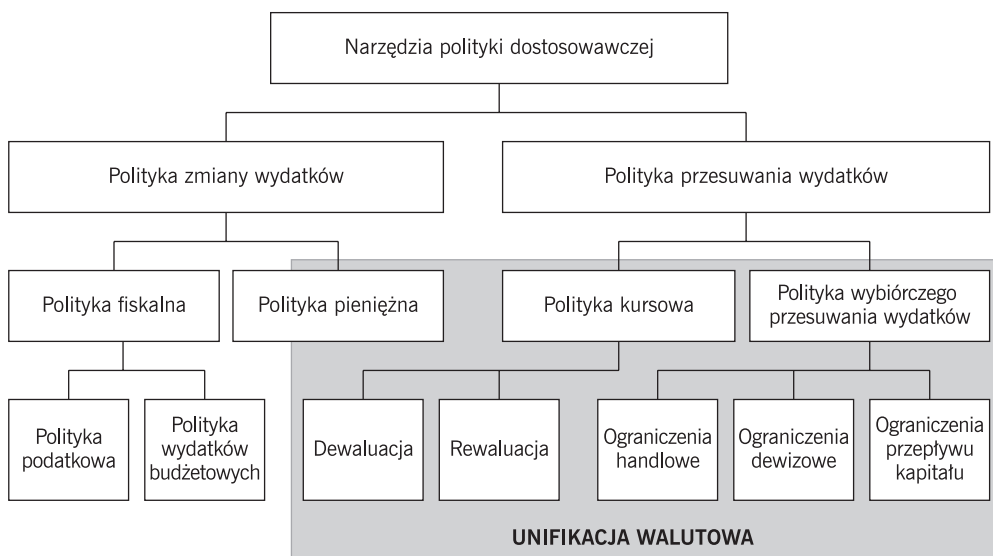 Narzędzia polityki dostosowawczej
Polityka zmiany wydatków
Polityka przesuwania wydatków
Polityka fiskalna
Polityka pieniężna
Polityka kursowa
Polityka wybiórczego
przesuwania wydatków
Polityka
podatkowa
Polityka
wydatków
budżetowych
Dewaluacja
Rewaluacja
Ograniczenia
handlowe
Ograniczenia
dewizowe
Ograniczenia
przepływu
kapitału
UNIFIKACJA WALUTOWA